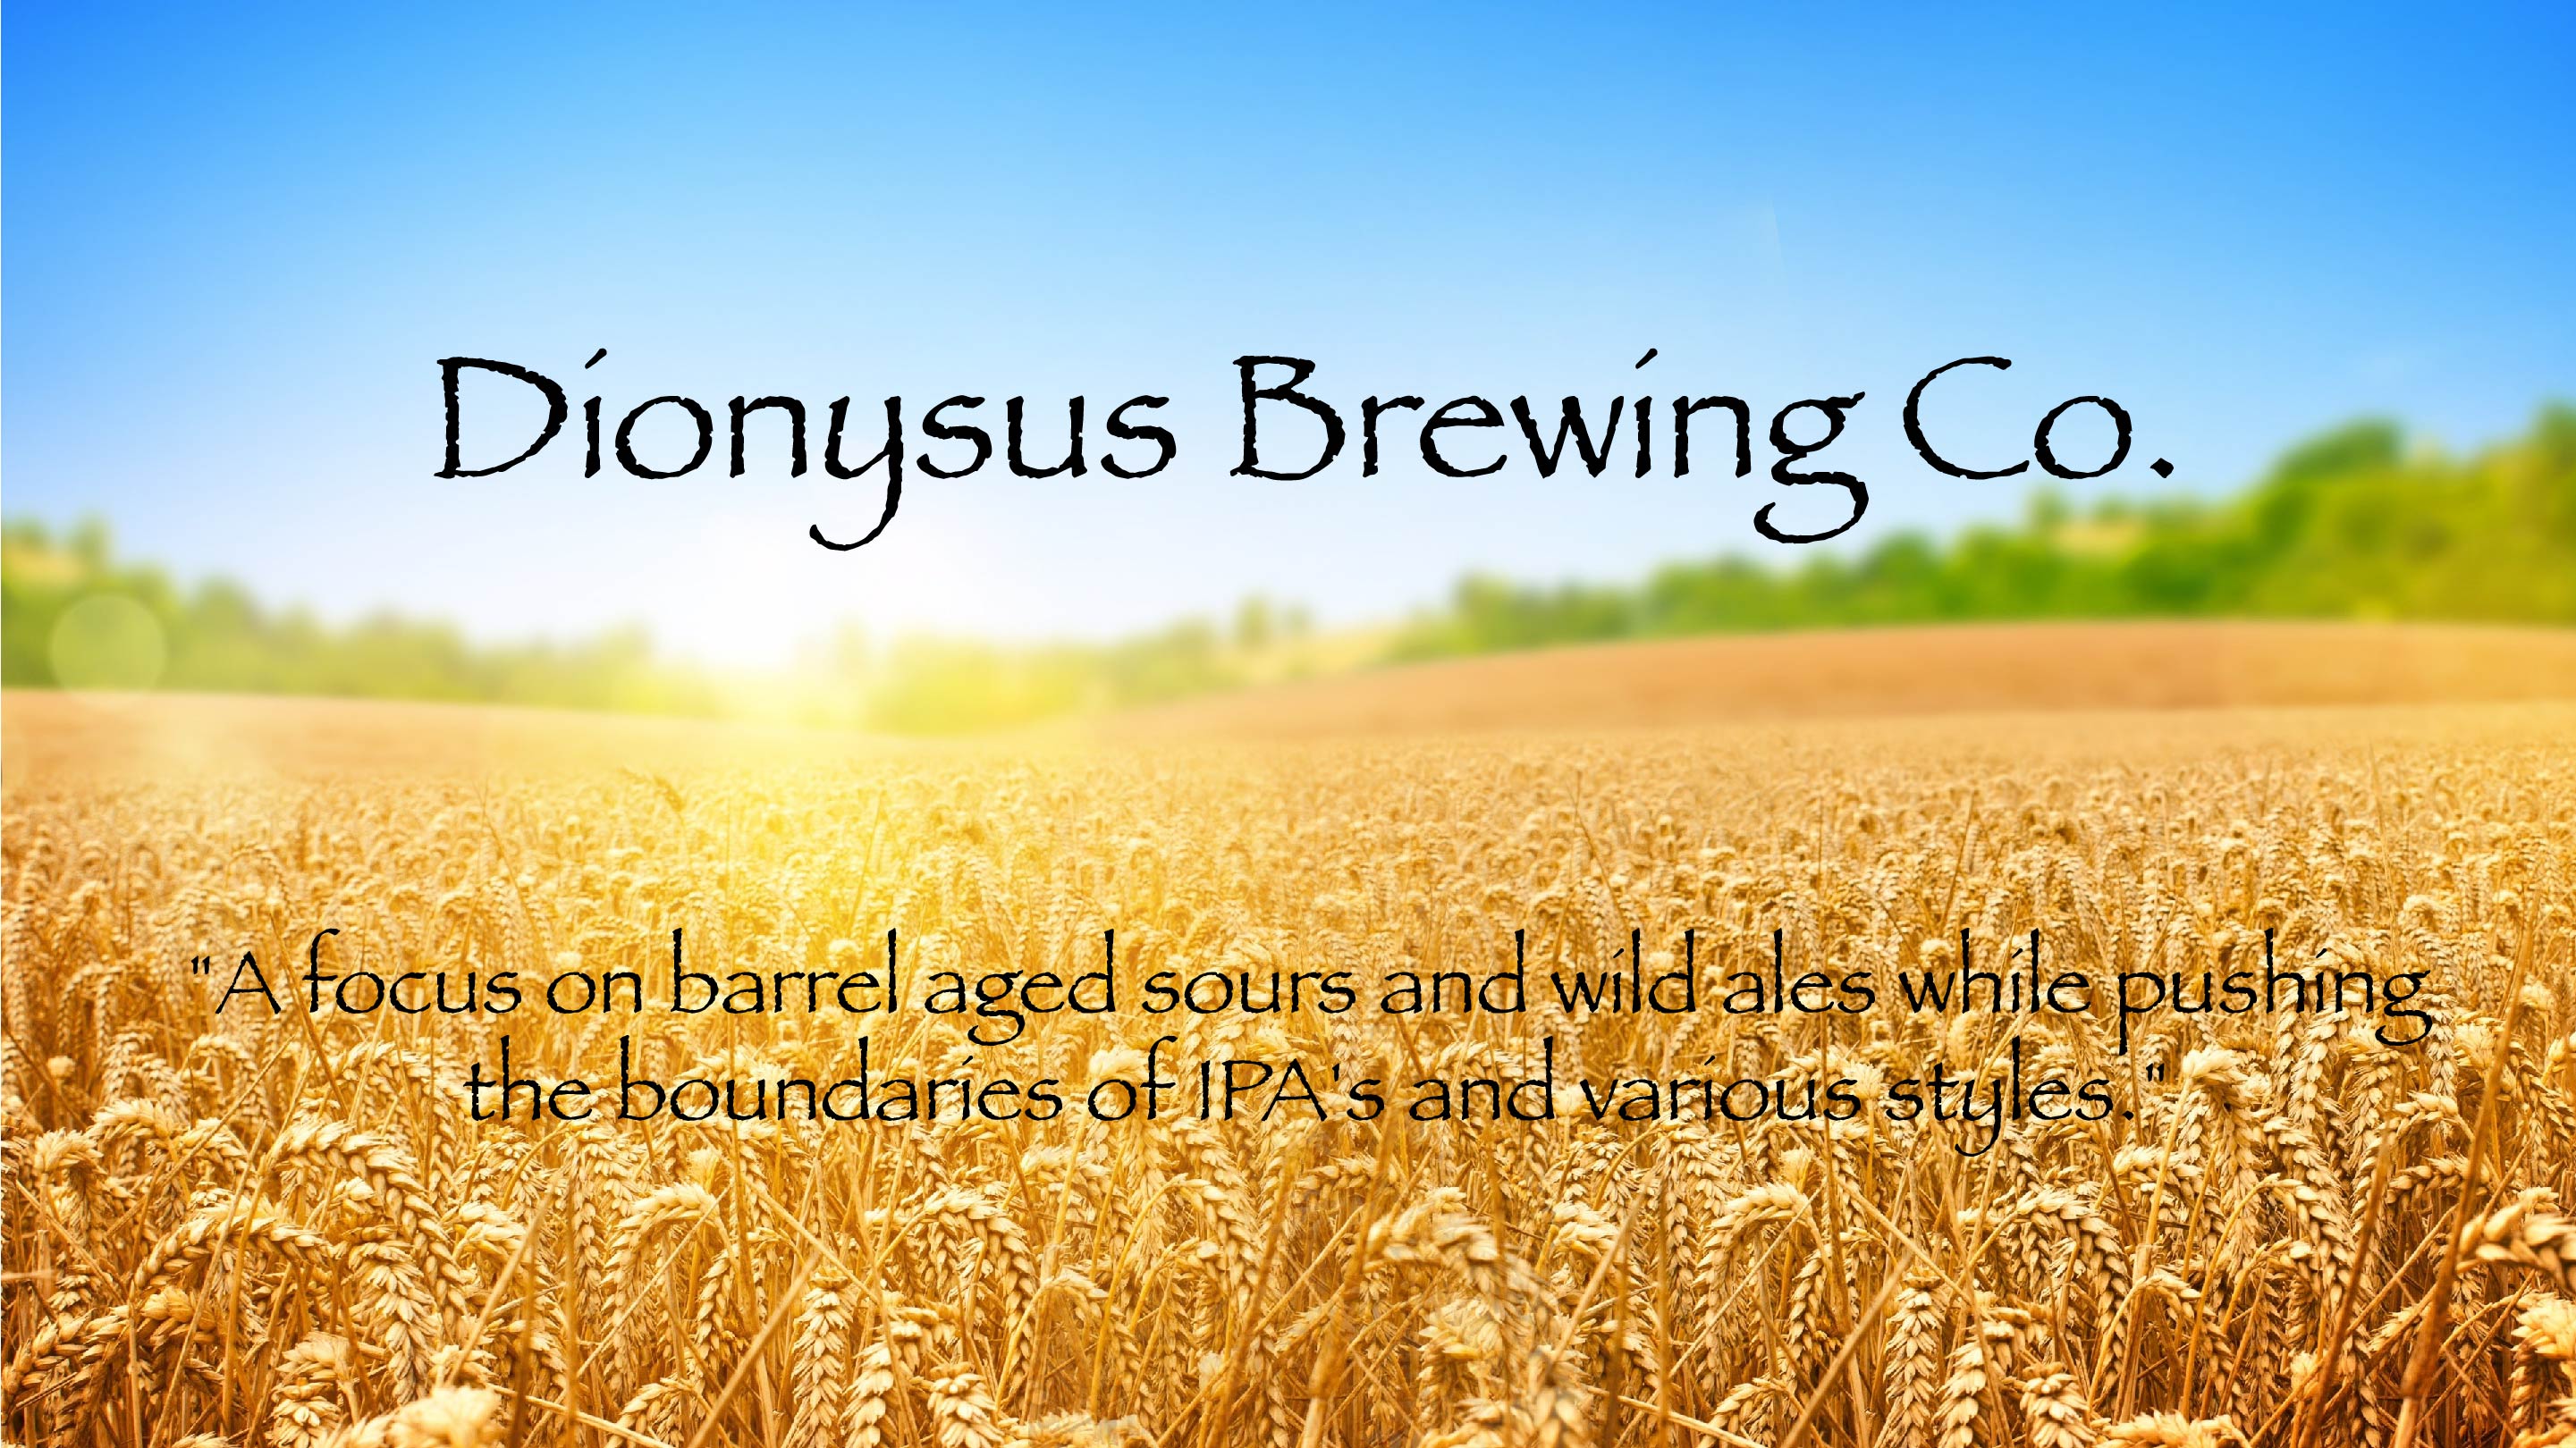 Dionysus Brewing Co.
"A focus on barrel aged sours and wild ales while pushing
the boundaries of IPA's and various styles."